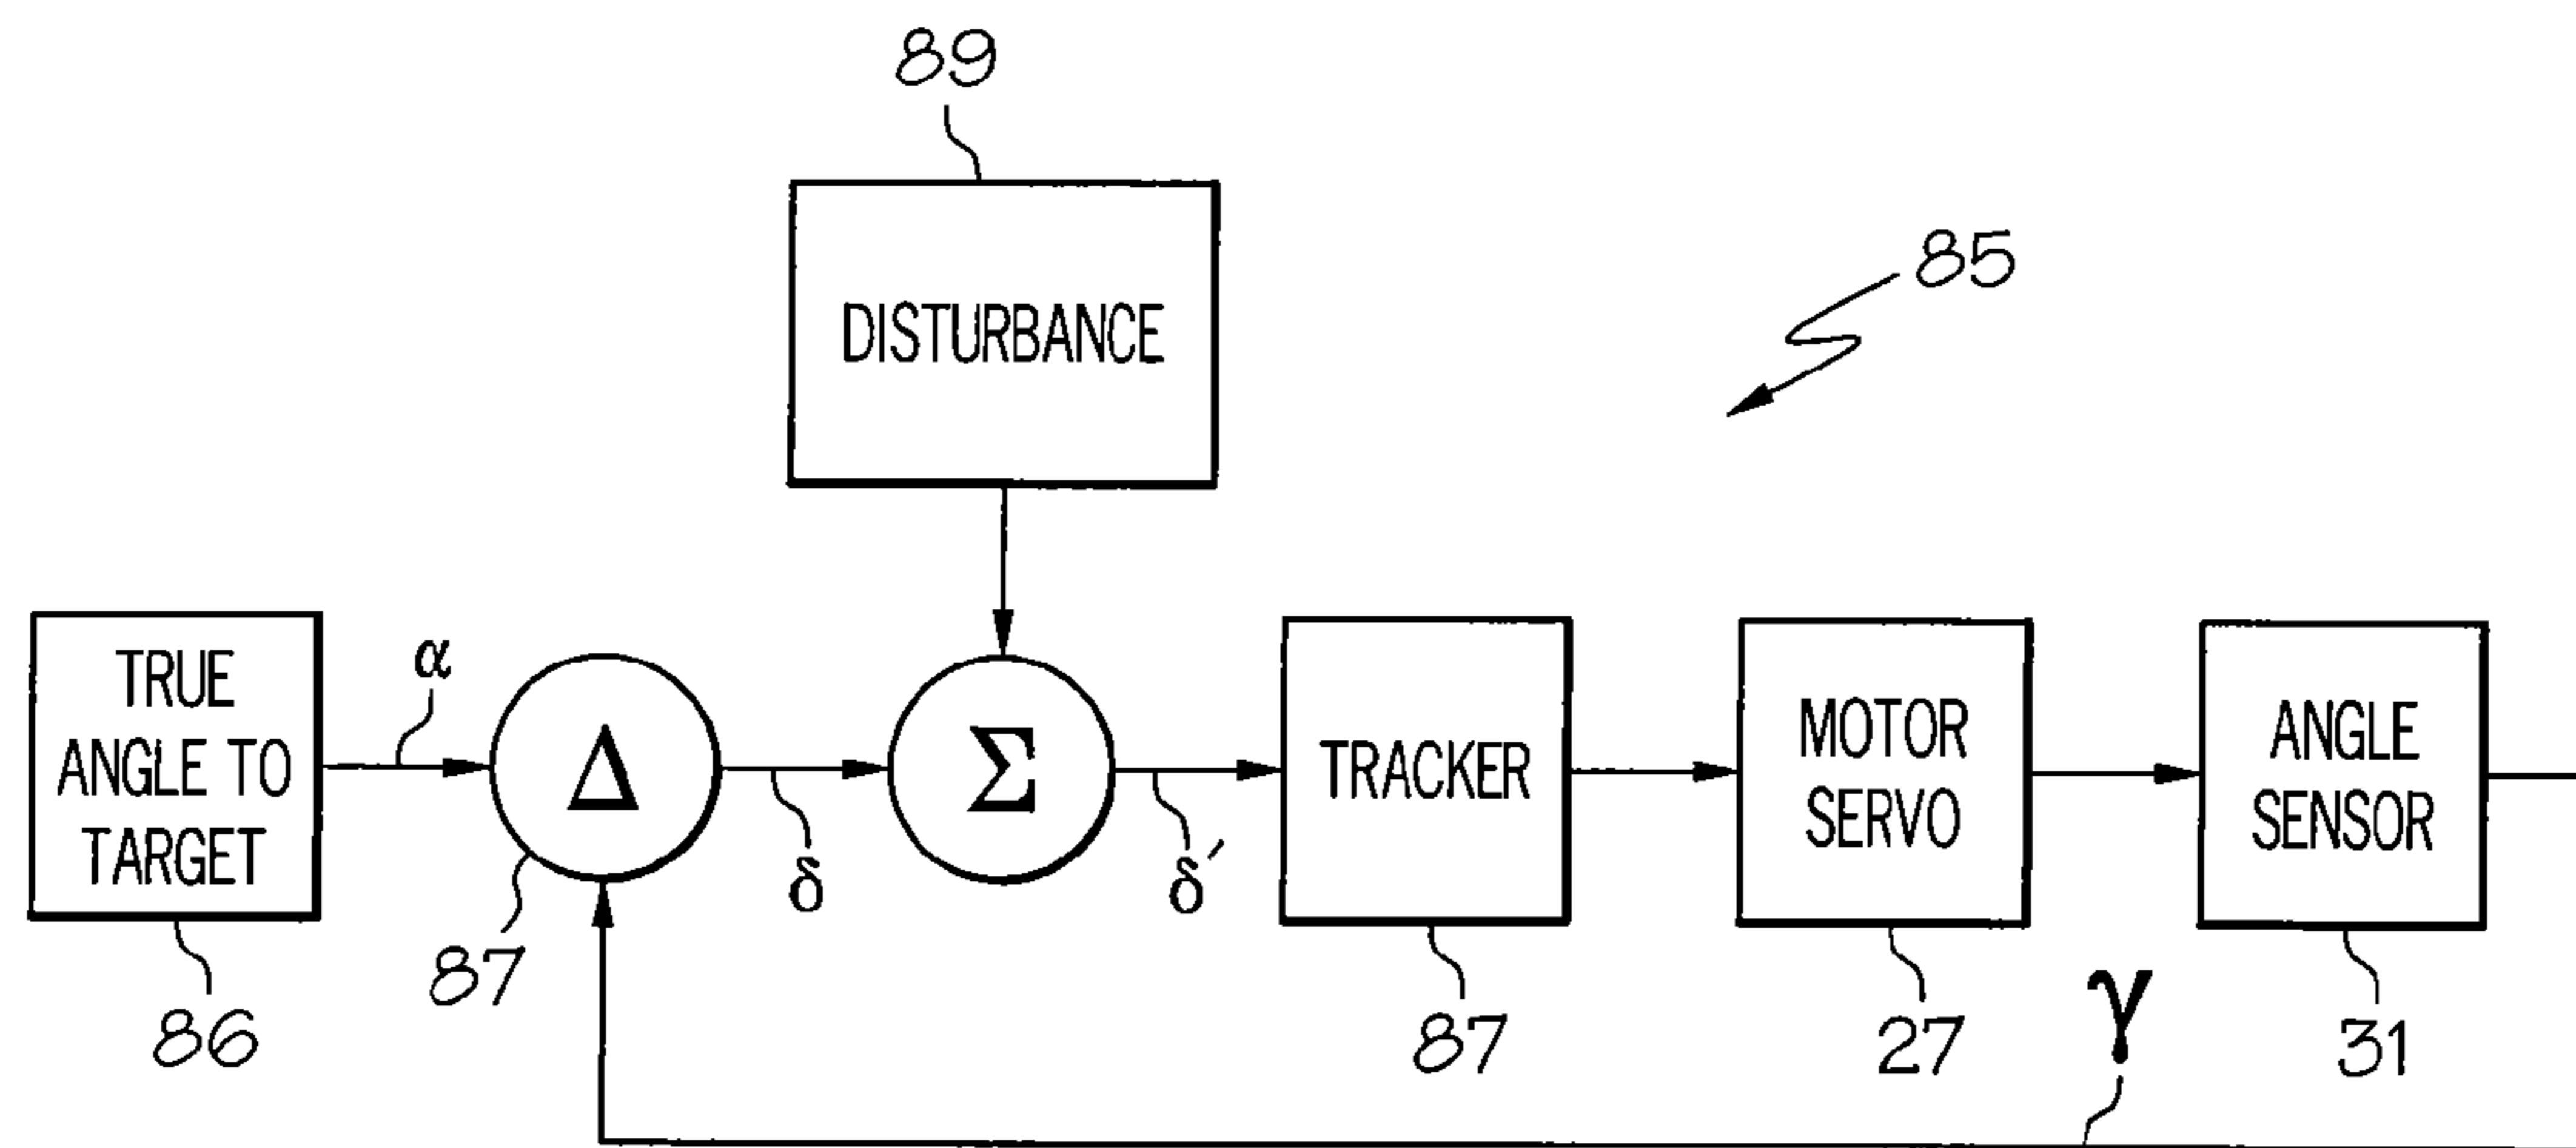 89
DISTURBANCE
85
TRUE
ANGLE TO
TARGET
α
Δ
δ
Σ
δ′
TRACKER
MOTOR
SERVO
ANGLE
SENSOR
86
87
87
27
γ
31